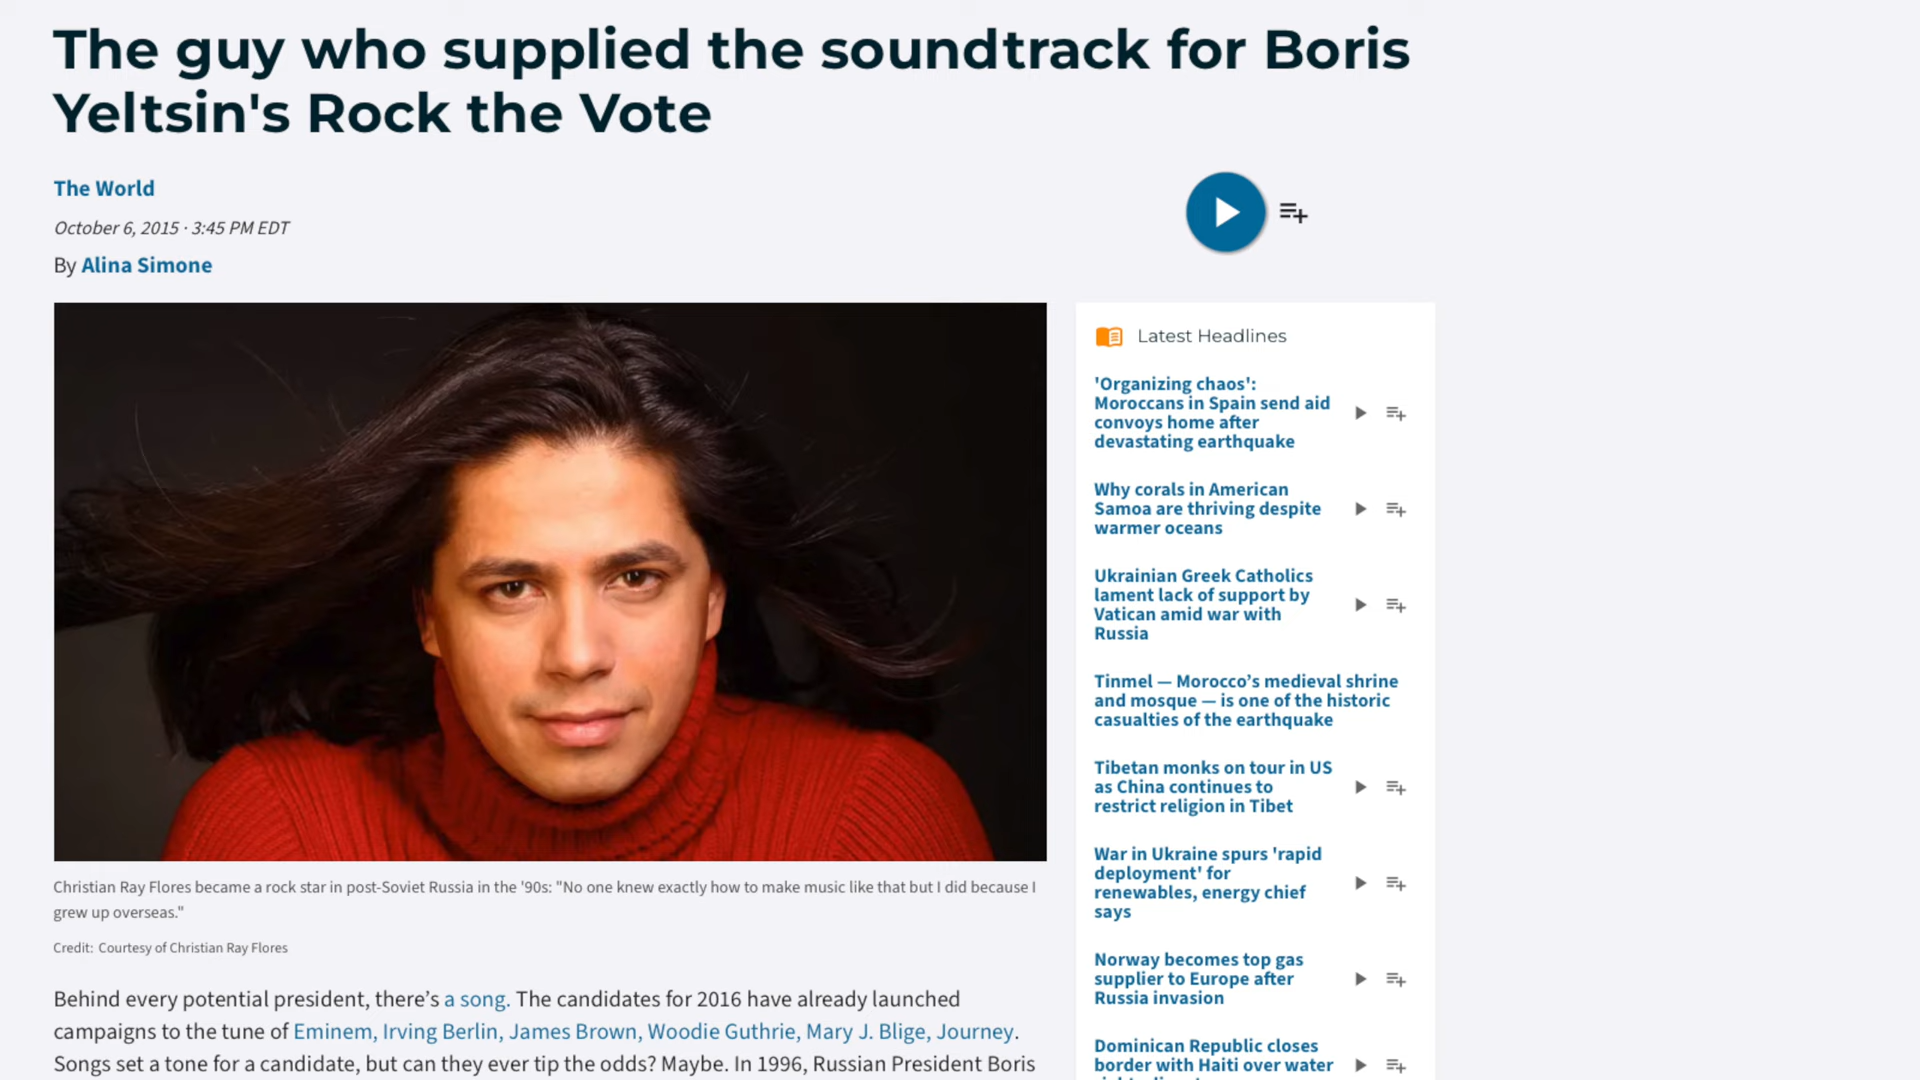 The guy who supplied the soundtrack for Boris
Yeltsin's Rock the Vote
The World
October 6, 2015 · 3:45 PM EDT
By Alina Simone
Christian Ray Flores became a rock star in post-Soviet Russia in the '90s: "No one knew exactly how to make music like that but I did because I
grew up overseas."
Credit: Courtesy of Christian Ray Flores
Behind every potential president, there’s a song. The candidates for 2016 have already launched
campaigns to the tune of Eminem, Irving Berlin, James Brown, Woodie Guthrie, Mary J. Blige, Journey.
Songs set a tone for a candidate, but can they ever tip the odds? Maybe. In 1996, Russian President Boris
Latest Headlines
'Organizing chaos':
Moroccans in Spain send aid
convoys home after
devastating earthquake
Why corals in American
Samoa are thriving despite
warmer oceans
Ukrainian Greek Catholics
lament lack of support by
Vatican amid war with
Russia
Tinmel — Morocco’s medieval shrine
and mosque — is one of the historic
casualties of the earthquake
Tibetan monks on tour in US
as China continues to
restrict religion in Tibet
War in Ukraine spurs 'rapid
deployment' for
renewables, energy chief
says
Norway becomes top gas
supplier to Europe after
Russia invasion
Dominican Republic closes
border with Haiti over water